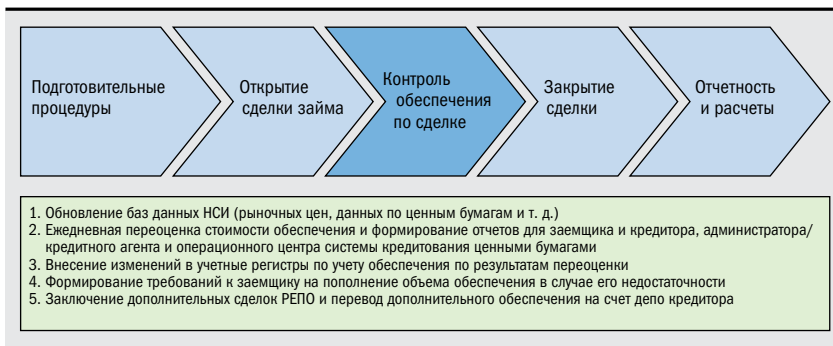 Подготовительные
процедуры
Открытие
сделки займа
Контроль
обеспечения
по сделке
Закрытие
сделки
Отчетность
и расчеты
1. Обновление баз данных НСИ (рыночных цен, данных по ценным бумагам и т. д.)
2. Ежедневная переоценка стоимости обеспечения и формирование отчетов для заемщика и кредитора, администратора/
кредитного агента и операционного центра системы кредитования ценными бумагами
3. Внесение изменений в учетные регистры по учету обеспечения по результатам переоценки
4. Формирование требований к заемщику на пополнение объема обеспечения в случае его недостаточности
5. Заключение дополнительных сделок РЕПО и перевод дополнительного обеспечения на счет депо кредитора